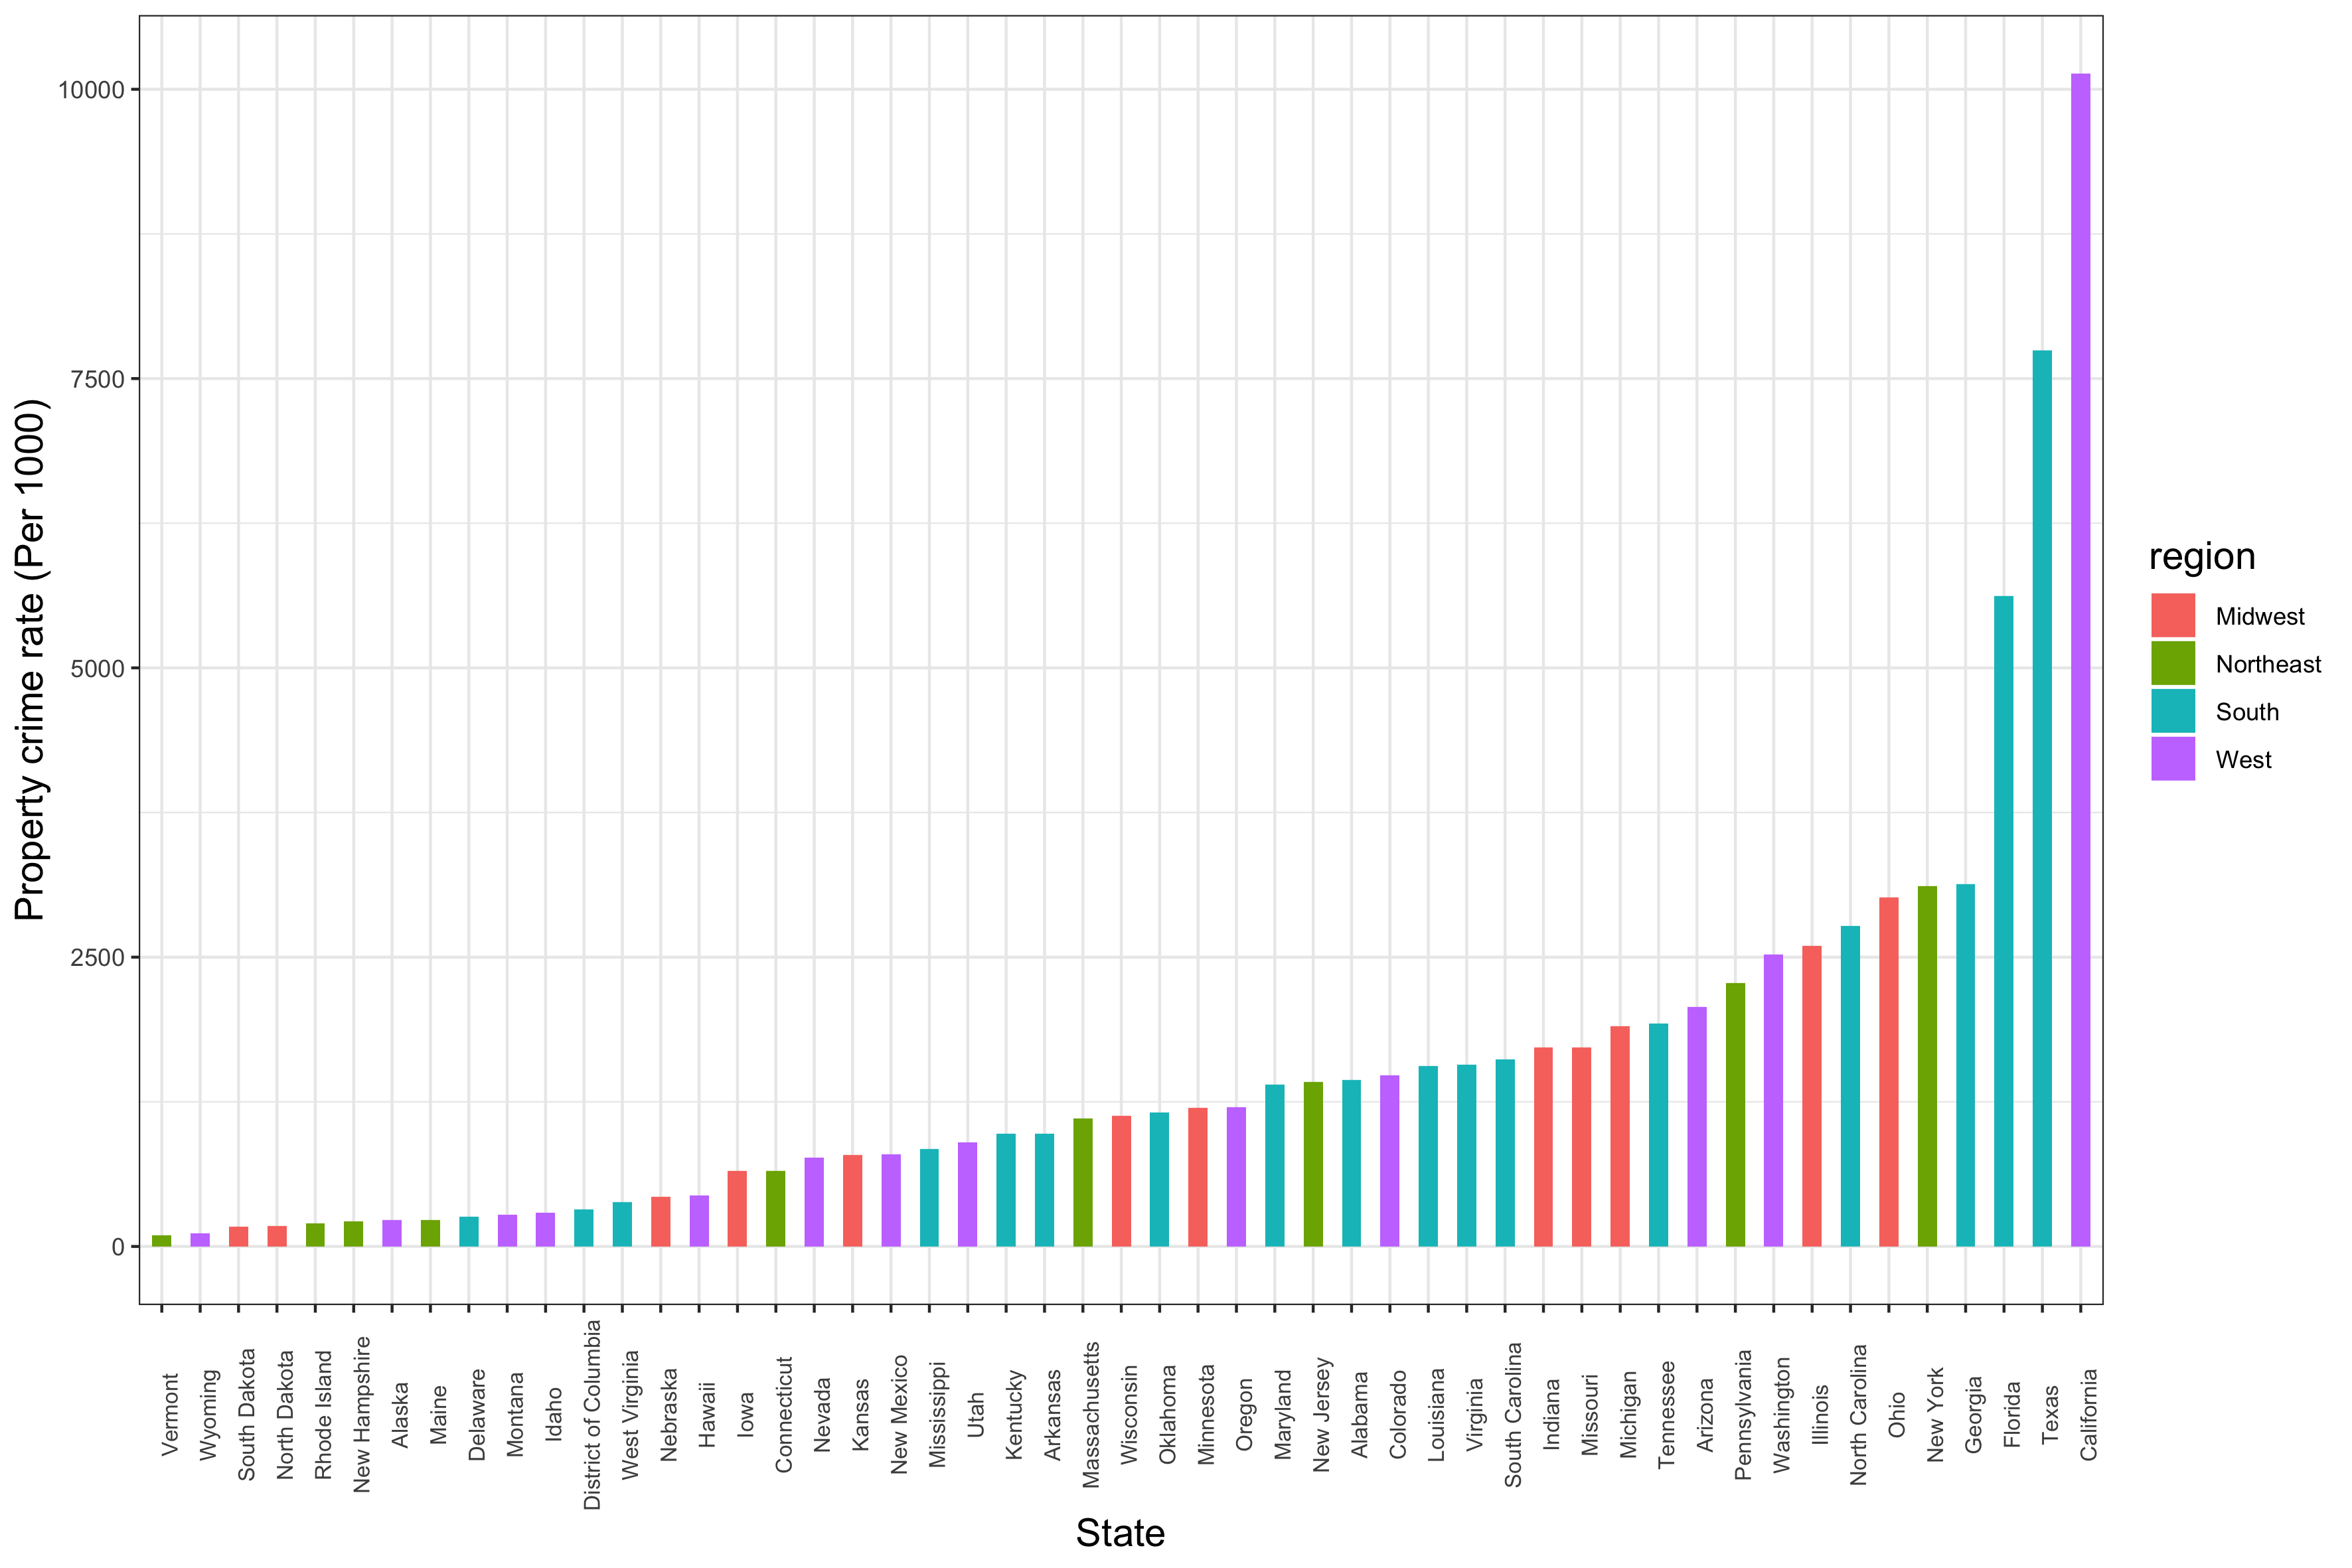 Property crime rate (Per 1000)
10000
7500
5000
2500
0
Vermont
Wyoming
South Dakota
North Dakota
Rhode Island
New Hampshire
Alaska
Maine
Delaware
Montana
Idaho
District of Columbia
West Virginia
Nebraska
Hawaii
Iowa
Connecticut
Nevada
Kansas
New Mexico
Mississippi
Utah
Kentucky
Arkansas
Massachusetts
Wisconsin
Oklahoma
Minnesota
Oregon
Maryland
New Jersey
Alabama
Colorado
Louisiana
Virginia
South Carolina
Indiana
Missouri
Michigan
Tennessee
Arizona
Pennsylvania
Washington
Illinois
North Carolina
Ohio
New York
Georgia
Florida
Texas
California
State
region
Midwest
Northeast
South
West